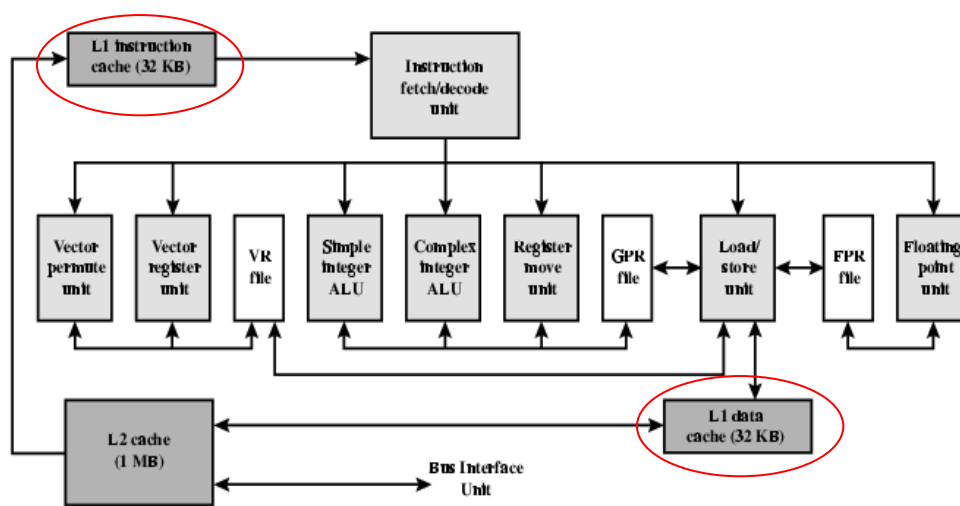 L1 instruction
cache (32 KB)
Instruction
fetch/decode
unit
Vector
permute
unit
Vector
register
unit
VR
file
Simple
integer
ALU
Complex
integer
ALU
Register
move
unit
GPR
file
Load/
store
unit
FPR
file
Floating
point unit
L2 cache
(1 MB)
L1 data
cache (32 KB)
Bus Interface
Unit